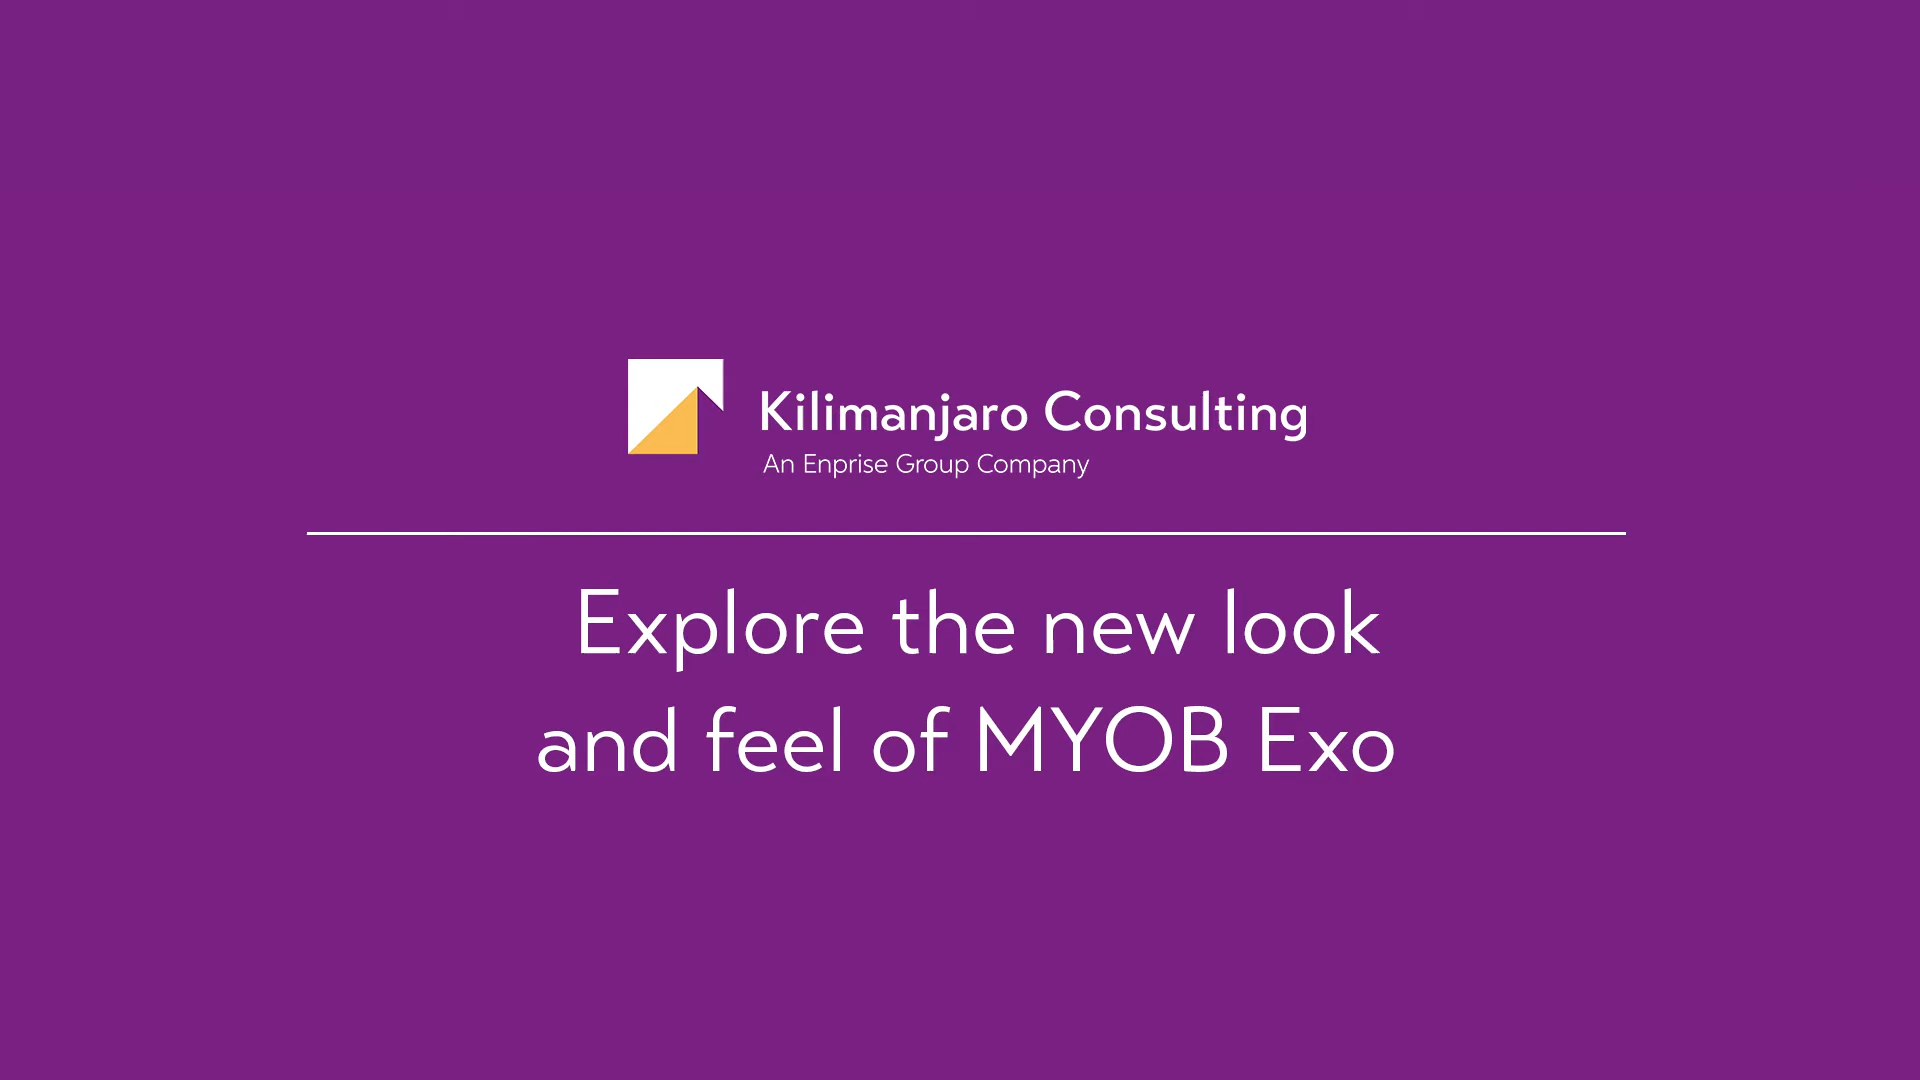 Kilimanjaro Consulting
An Enprise Group Company
Explore the new look
and feel of MYOB Exo